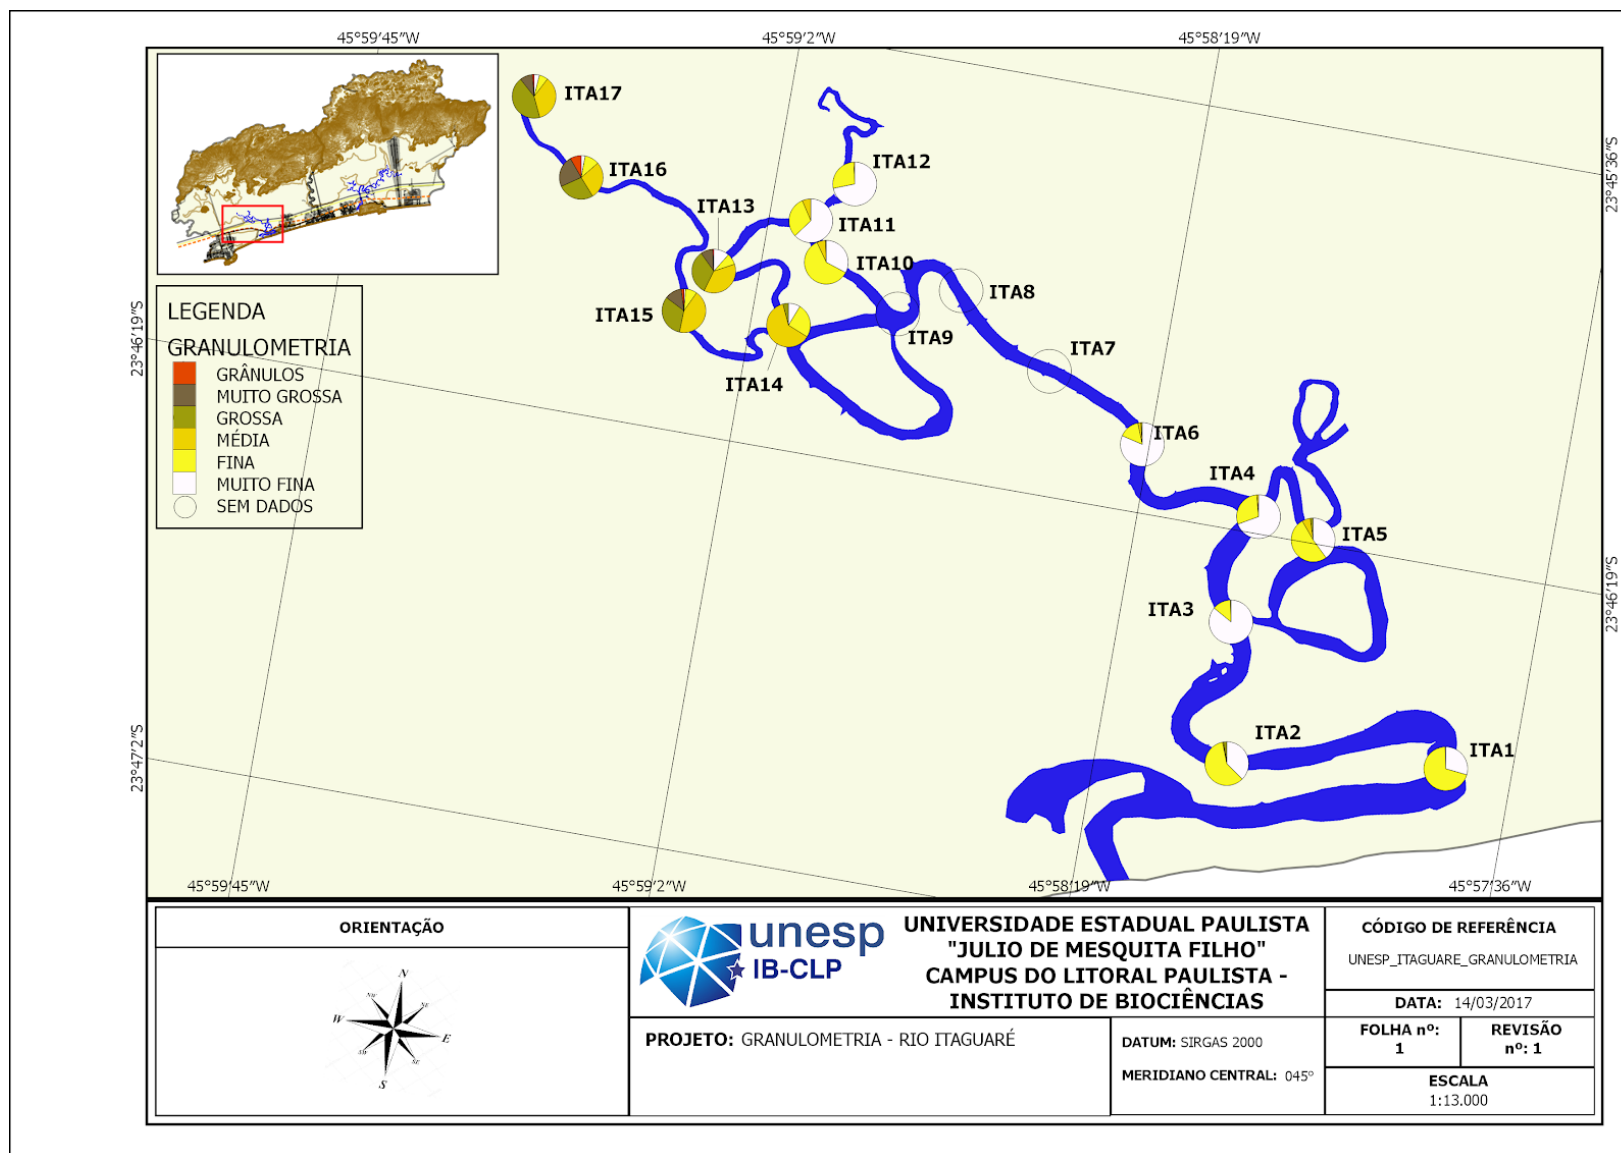 45°59'45"W
45°59'2"W
45°58'19"W
23°45'36"S
23°46'19"S
23°46'19"S
23°47'2"S
ITA17
ITA16
ITA12
ITA13
ITA11
ITA10
ITA8
ITA15
ITA9
ITA7
ITA14
ITA6
ITA4
ITA5
ITA3
ITA2
ITA1
LEGENDA
GRANULOMETRIA
GRÂNULOS
MUITO GROSSA
GROSSA
MÉDIA
FINA
MUITO FINA
SEM DADOS
45°59'45"W
45°59'2"W
45°58'19"W
45°57'36"W
ORIENTAÇÃO
N
NW
NE
W
E
SW
SE
S
unesp
IB-CLP
UNIVERSIDADE ESTADUAL PAULISTA
"JULIO DE MESQUITA FILHO"
CAMPUS DO LITORAL PAULISTA -
INSTITUTO DE BIOCIÊNCIAS
PROJETO: GRANULOMETRIA - RIO ITAGUARÉ
DATUM: SIRGAS 2000
MERIDIANO CENTRAL: 045º
CÓDIGO DE REFERÊNCIA
UNESP_ITAGUARE_GRANULOMETRIA
DATA: 14/03/2017
FOLHA nº:
1
REVISÃO
nº: 1
ESCALA
1:13.000